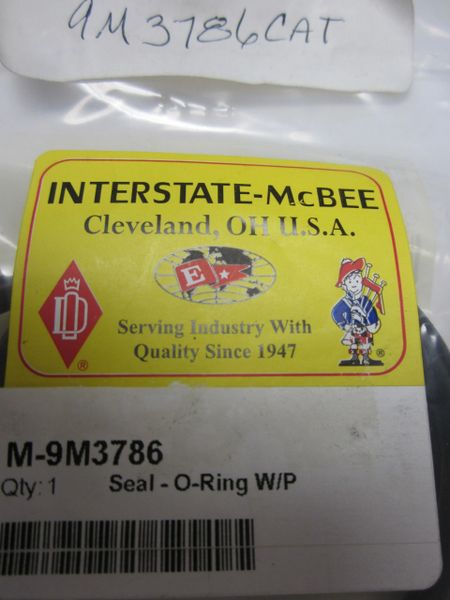 9M3786CAT
INTERSTATE-McBEE
Cleveland, OH U.S.A.
E
D
®
®
Serving Industry With
Quality Since 1947
M-9M3786
Qty: 1 Seal - O-Ring W/P